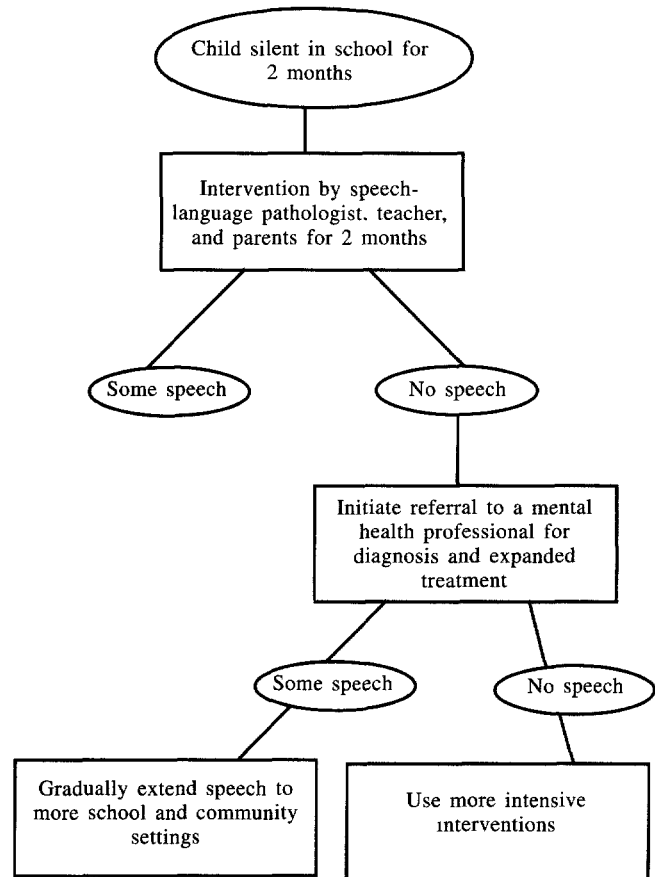 Child silent in school for
2 months
Intervention by speech-
language pathologist. teacher,
and parents for 2 months
Some speech
No speech
Initiate referral to a mental
health professional for
diagnosis and expanded
treatment
Some speech
No speech
Gradually extend speech to
more school and community
settings
Use more intensive
interventions